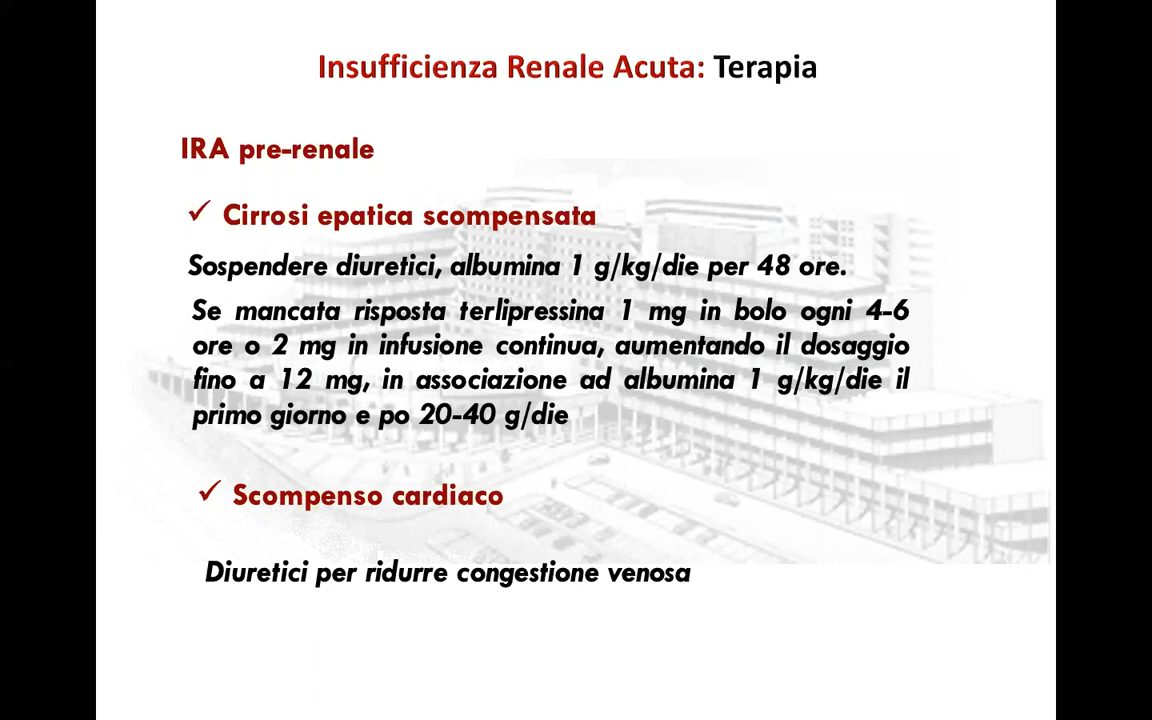 Insufficienza Renale Acuta: Terapia
IRA pre-renale
✓ Cirrosi epatica scompensata
Sospendere diuretici, albumina 1 g/kg/die per 48 ore.
Se mancata risposta terlipressina 1 mg in bolo ogni 4-6
ore o 2 mg in infusione continua, aumentando il dosaggio
fino a 12 mg, in associazione ad albumina 1 g/kg/die il
primo giorno e po 20-40 g/die
✓ Scompenso cardiaco
Diuretici per ridurre congestione venosa